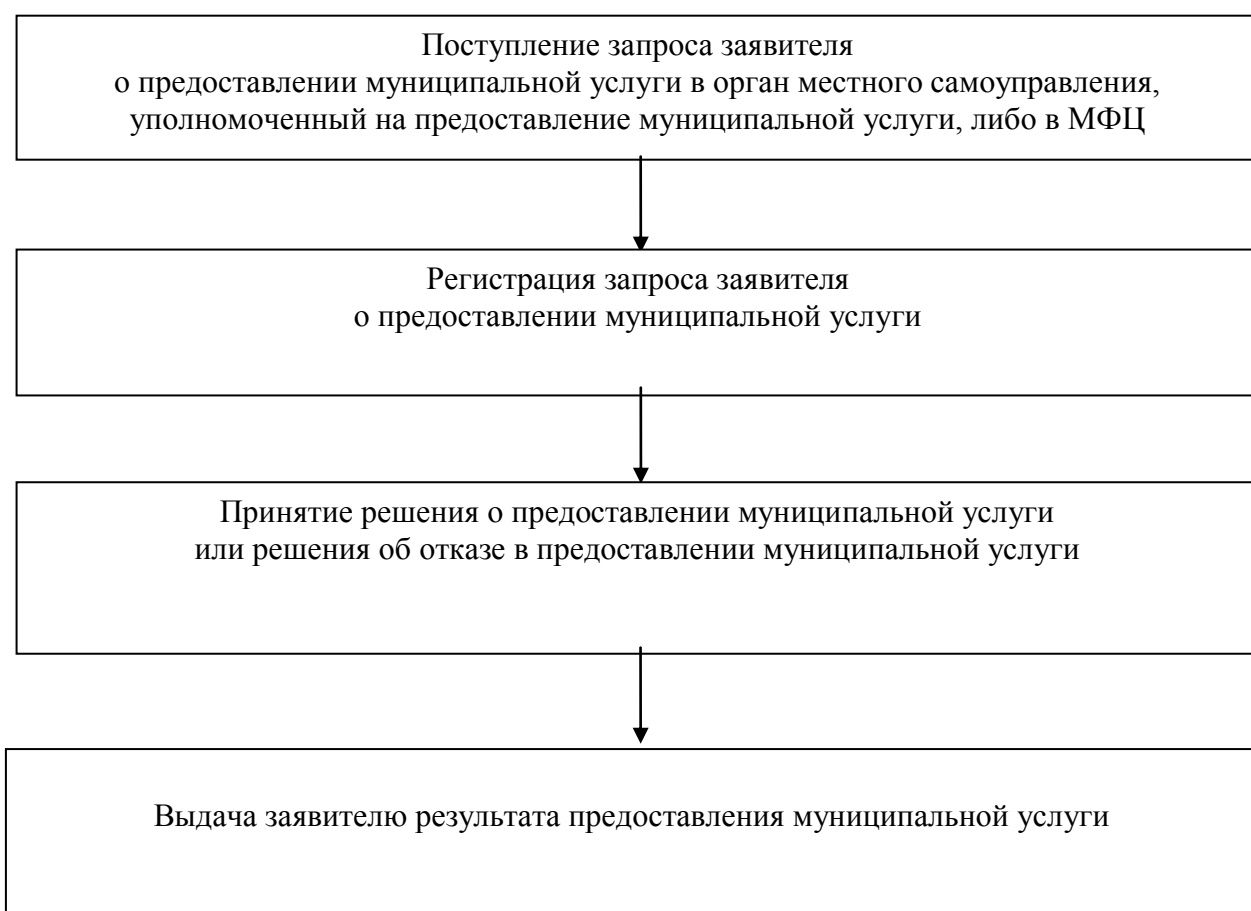 Поступление запроса заявителя
о предоставлении муниципальной услуги в орган местного самоуправления,
уполномоченный на предоставление муниципальной услуги, либо в МФЦ
Регистрация запроса заявителя
о предоставлении муниципальной услуги
Принятие решения о предоставлении муниципальной услуги
или решения об отказе в предоставлении муниципальной услуги
Выдача заявителю результата предоставления муниципальной услуги